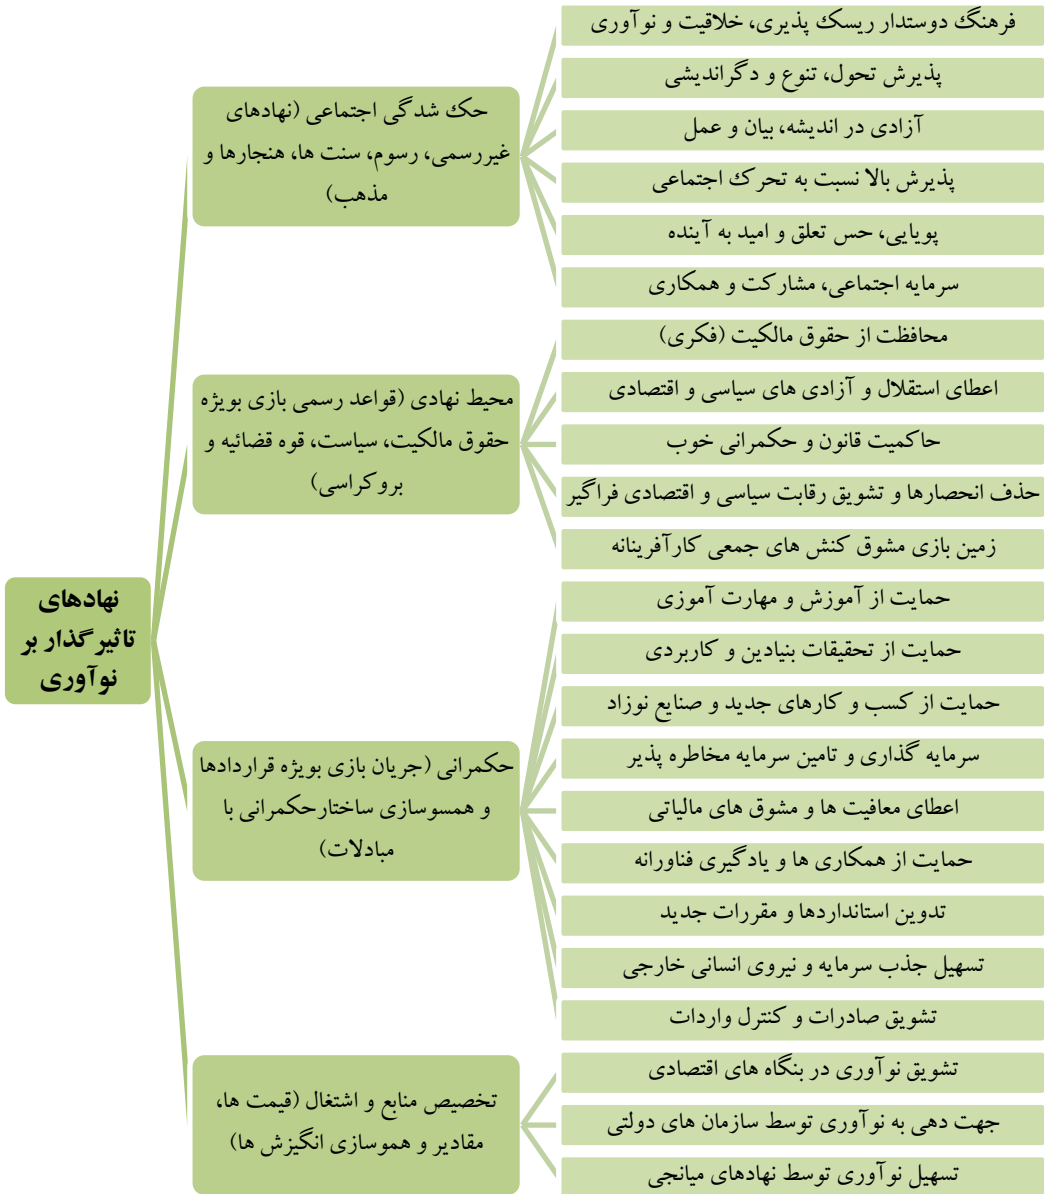 نهادهای
تاثیرگذار بر
نوآوری
حک شدگی اجتماعی (نهادهای
غیررسمی، رسوم، سنت ها، هنجارها و
مذهب)
فرهنگ دوستدار ریسک پذیری، خلاقیت و نوآوری
پذیرش تحول، تنوع و دگراندیشی
آزادی در اندیشه، بیان و عمل
پذیرش بالا نسبت به تحرک اجتماعی
پویایی، حس تعلق و امید به آینده
سرمایه اجتماعی، مشارکت و همکاری
محیط نهادی (قواعد رسمی بازی بویژه
حقوق مالکیت، سیاست، قوه قضائیه و
بروکراسی)
محافظت از حقوق مالکیت (فکری)
اعطای استقلال و آزادی های سیاسی و اقتصادی
حاکمیت قانون و حکمرانی خوب
حذف انحصارها و تشویق رقابت سیاسی و اقتصادی فراگیر
زمین بازی مشوق کنش های جمعی کارآفرینانه
حکمرانی (جریان بازی بویژه قراردادها
و همسوسازی ساختارحکمرانی با
مبادلات)
حمایت از آموزش و مهارت آموزی
حمایت از تحقیقات بنیادین و کاربردی
حمایت از کسب و کارهای جدید و صنایع نوزاد
سرمایه گذاری و تامین سرمایه مخاطره پذیر
اعطای معافیت ها و مشوق های مالیاتی
حمایت از همکاری ها و یادگیری فناورانه
تدوین استانداردها و مقررات جدید
تسهیل جذب سرمایه و نیروی انسانی خارجی
تشویق صادرات و کنترل واردات
تخصیص منابع و اشتغال (قیمت ها،
مقادیر و هموسازی انگیزش ها)
تشویق نوآوری در بنگاه های اقتصادی
جهت دهی به نوآوری توسط سازمان های دولتی
تسهیل نوآوری توسط نهادهای میانجی